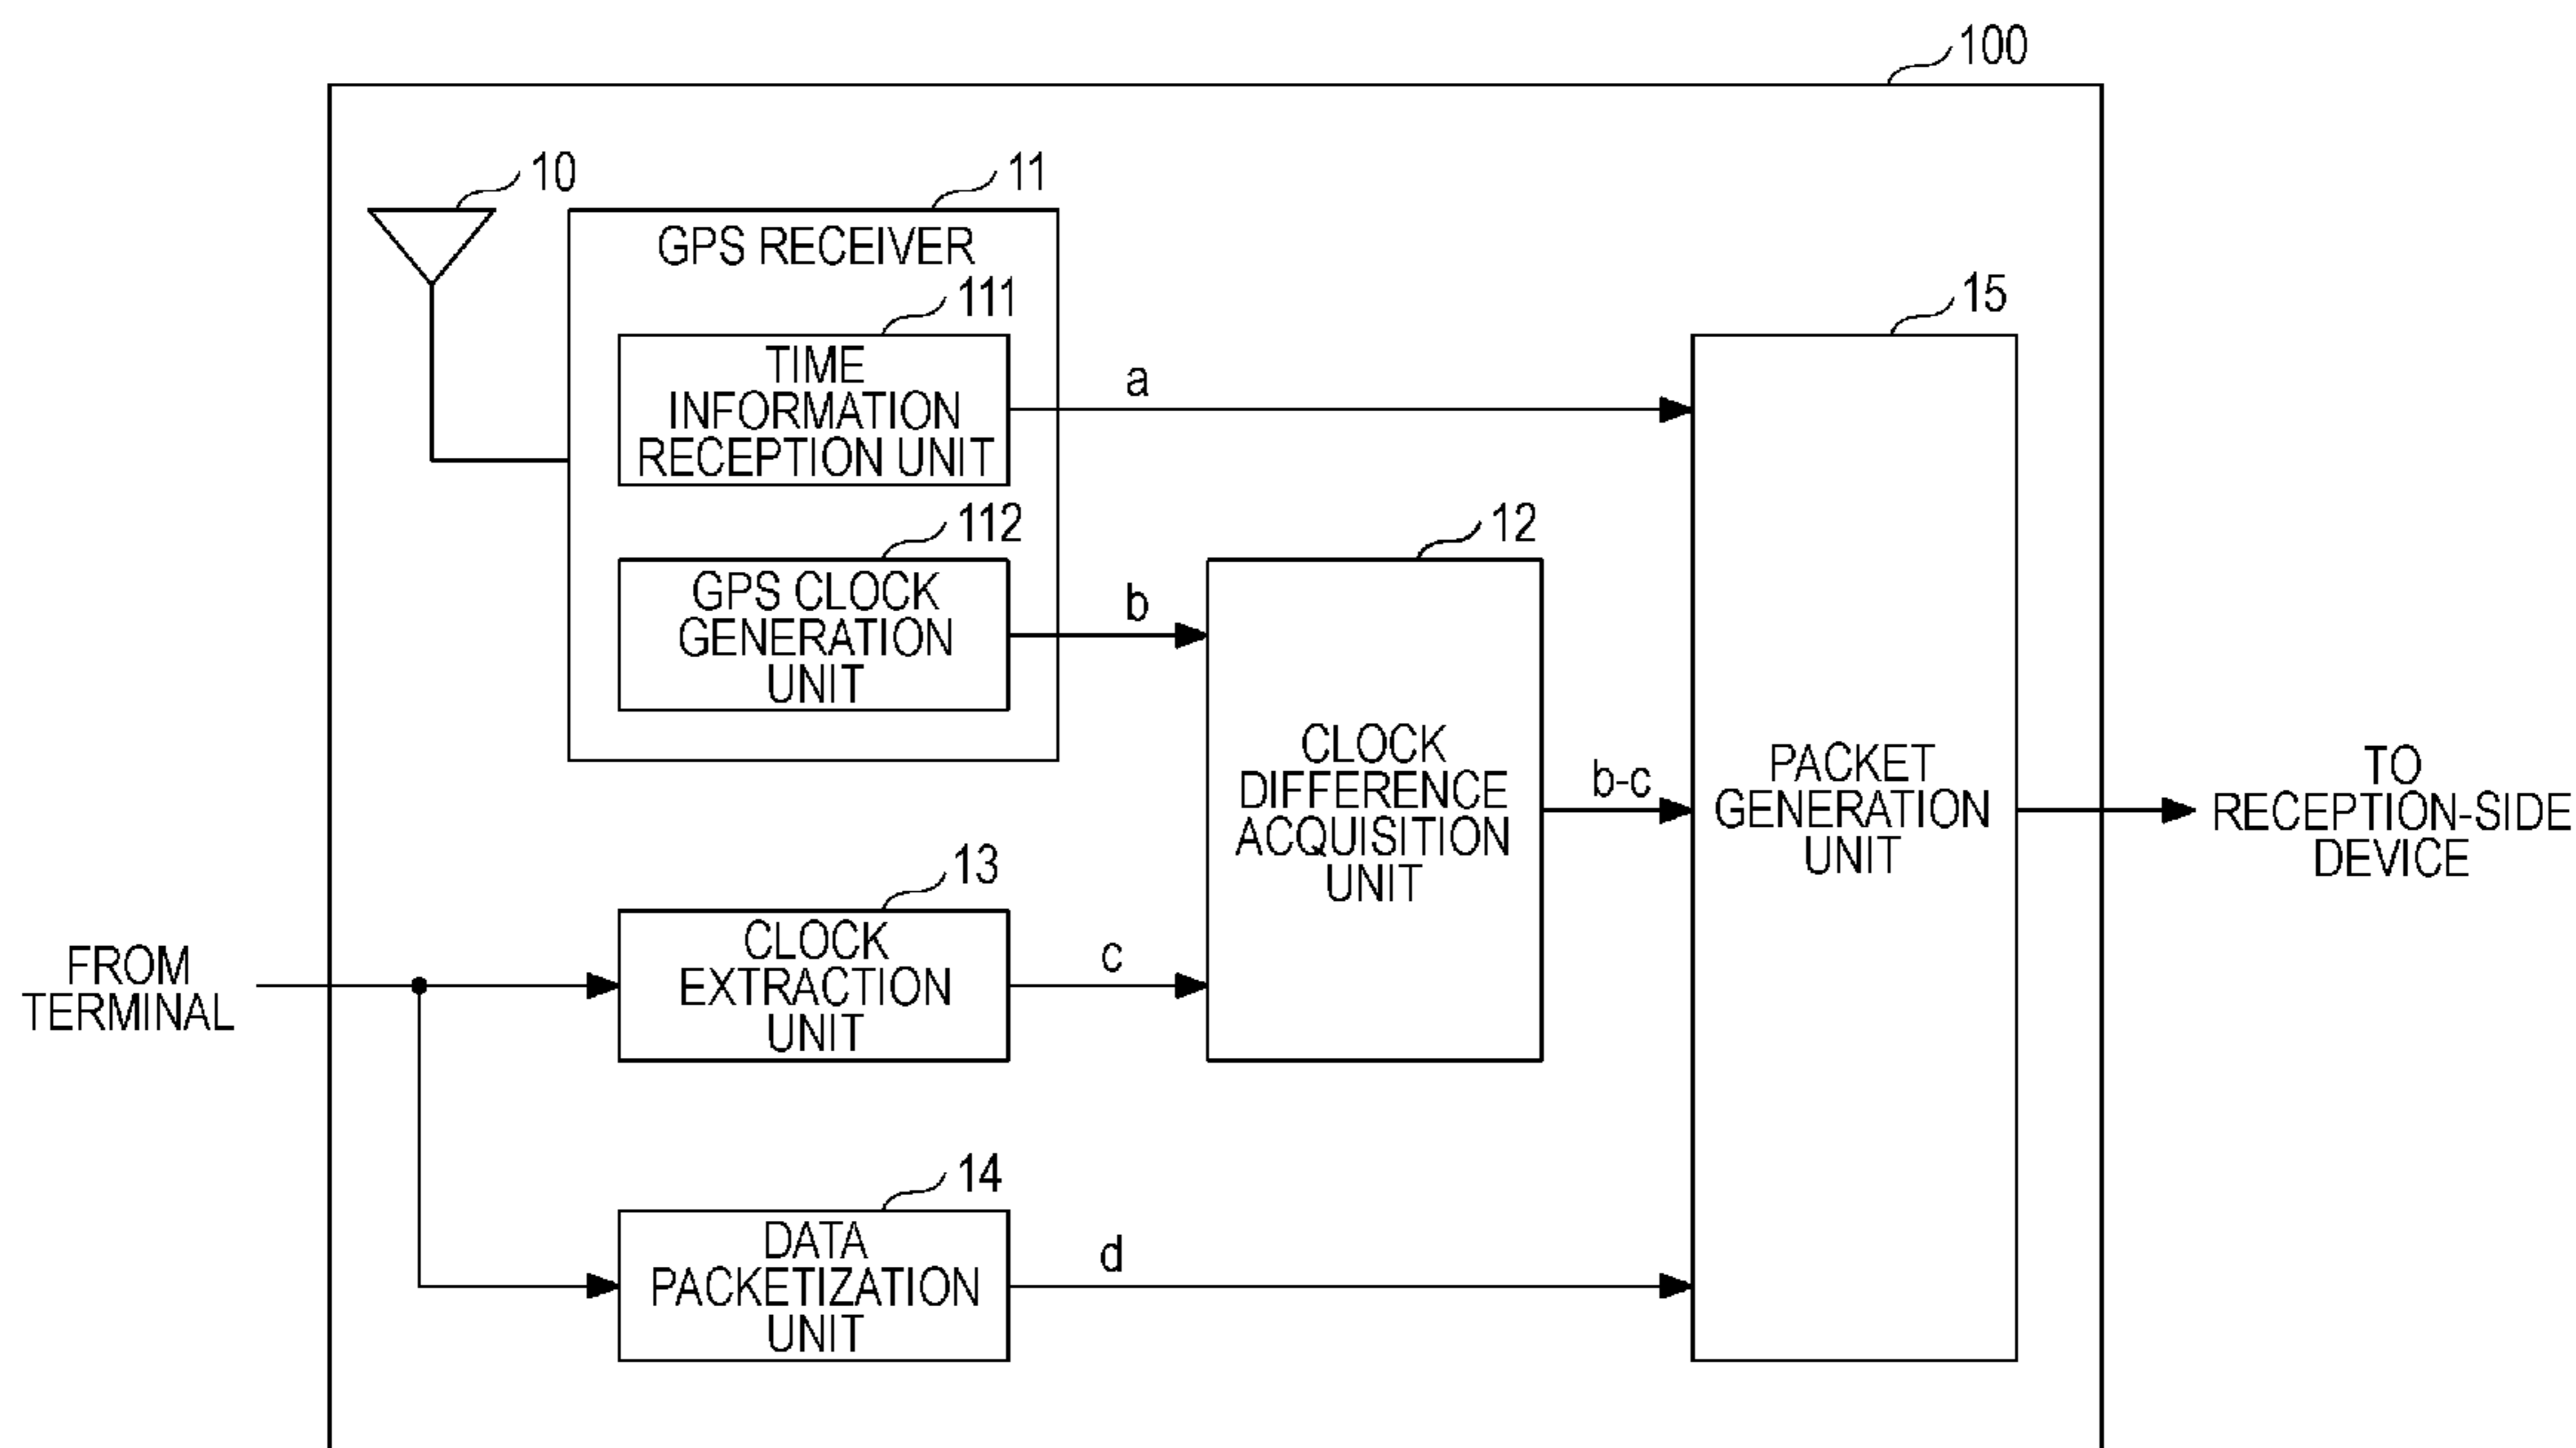 100
10
11
GPS RECEIVER
111
TIME
INFORMATION
RECEPTION UNIT
a
15
112
GPS CLOCK
GENERATION
UNIT
b
12
CLOCK
DIFFERENCE
ACQUISITION
UNIT
b-c
PACKET
GENERATION
UNIT
TO
RECEPTION-SIDE
DEVICE
13
FROM
TERMINAL
CLOCK
EXTRACTION
UNIT
c
14
DATA
PACKETIZATION
UNIT
d